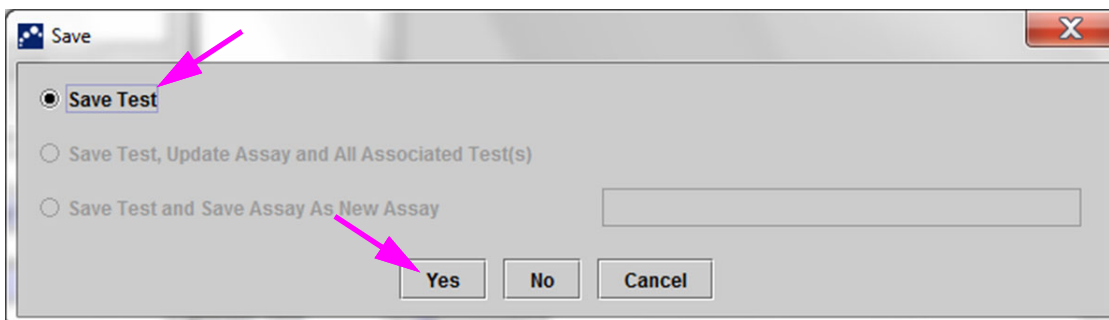 Save
Save Test
Save Test, Update Assay and All Associated Test(s)
Save Test and Save Assay As New Assay
Yes No Cancel